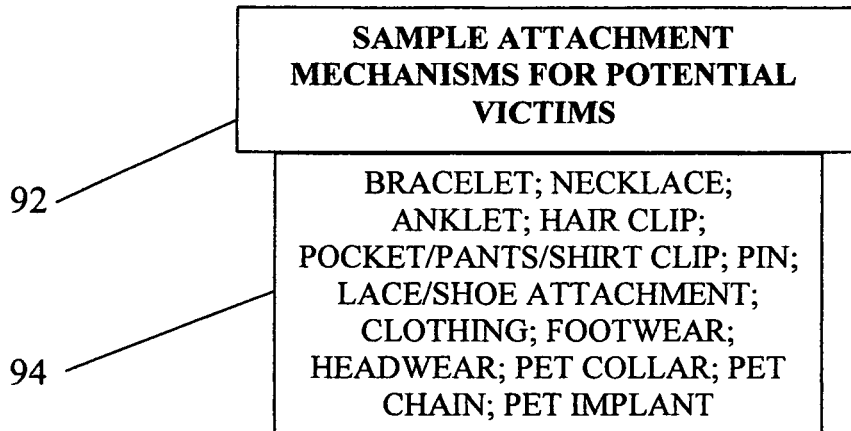 SAMPLE ATTACHMENT
MECHANISMS FOR POTENTIAL
VICTIMS
92
BRACELET; NECKLACE;
ANKLET; HAIR CLIP;
POCKET/PANTS/SHIRT CLIP; PIN;
LACE/SHOE ATTACHMENT;
CLOTHING; FOOTWEAR;
94
HEADWEAR; PET COLLAR; PET
CHAIN; PET IMPLANT